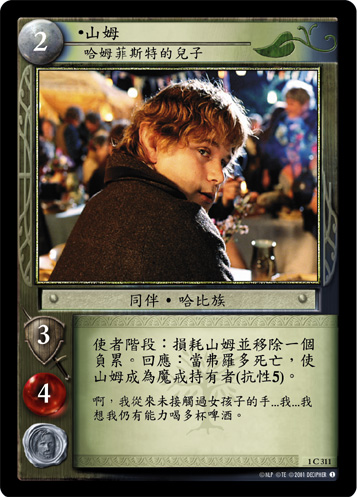 2
•山姆
哈姆菲斯特的兒子
同伴 • 哈比族
3
4
使者階段：損耗山姆並移除一個
負累。回應：當弗羅多死亡，使
山姆成為魔戒持有者(抗性5)。
啊，我從來未接觸過女孩子的手...我...我
想我仍有能力喝多杯啤酒。
1 C 311
©NLP ™TE ©2001 DECIPHER